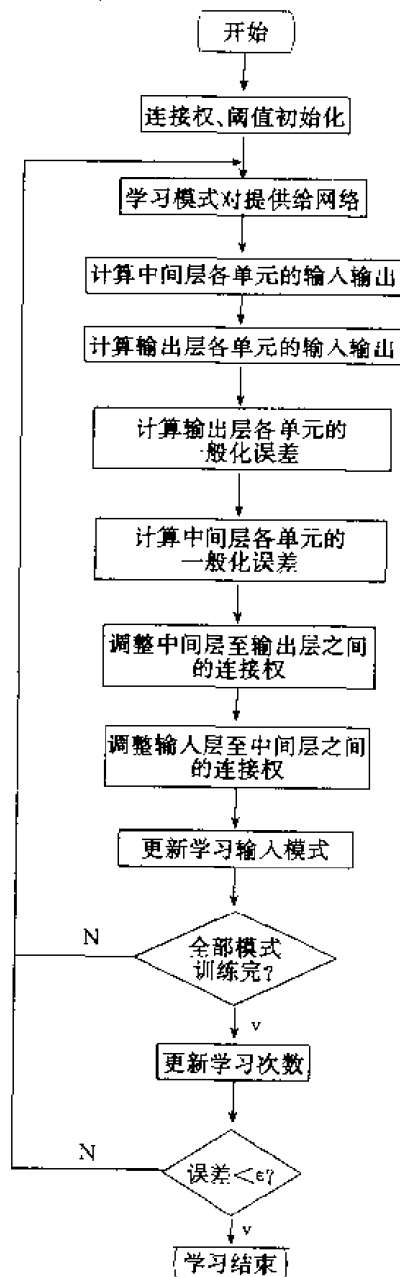 开始
连接权、阈值初始化
学习模式对提供给网络
计算中间层各单元的输入输出
计算输出层各单元的输入输出
计算输出层各单元的
一般化误差
计算中间层各单元的
一般化误差
调整中间层至输出层之间
的连接权
调整输人层至中间层之间
的连接权
更新学习输入模式
N
全部模式
训练完?
v
更新学习次数
N
误差<ε?
v
学习结束